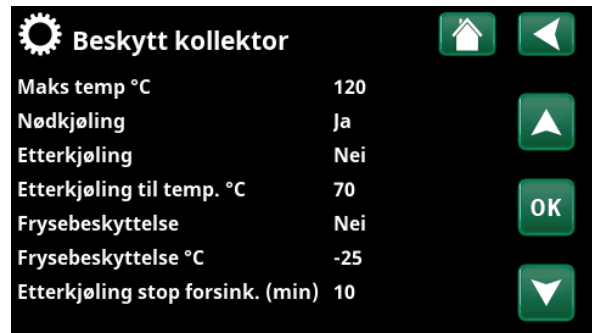 Beskytt kollektor
Maks temp °C 120
Nødkjøling Ja
Etterkjøling Nei
Etterkjøling til temp. °C 70
Frysebeskyttelse Nei
Frysebeskyttelse °C -25
Etterkjøling stop forsink. (min) 10
OK